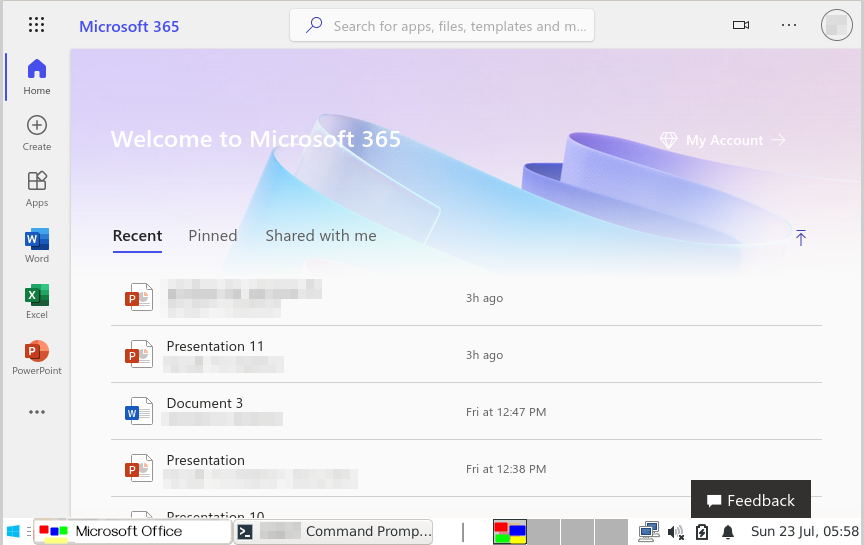 Microsoft 365
Search for apps, files, templates and m...
Home
Create
Apps
Word
Excel
PowerPoint
Welcome to Microsoft 365
My Account
Recent
Pinned
Shared with me
3h ago
Presentation 11
3h ago
Document 3
Fri at 12:47 PM
Presentation
Fri at 12:38 PM
Presentation 10
Feedback
Microsoft Office
Command Promp...
Sun 23 Jul, 05:58